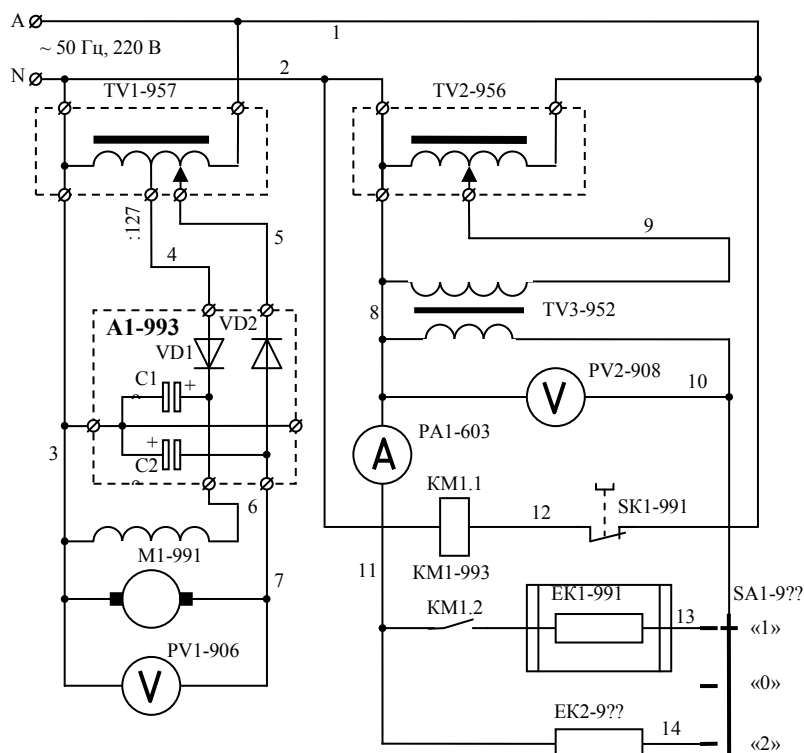 А
1
~ 50 Гц, 220 В
N
2
TV1-957
TV2-956
:127
4
5
9
8
TV3-952
A1-993
VD1
VD2
C1
+
PV2-908
10
+
C2
3
PA1-603
6
KM1.1
12
SK1-991
M1-991
KM1-993
7
11
EK1-991
SA1-9??
KM1.2
13
«1»
PV1-906
V
V
A
«0»
EK2-9??
14
«2»